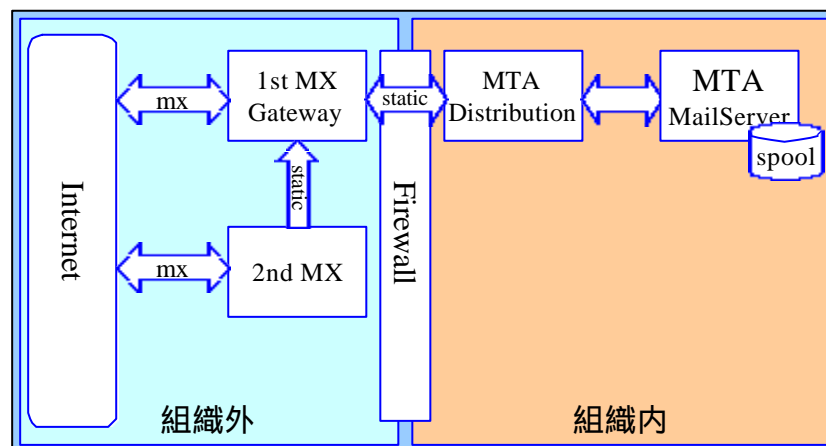 Internet
mx
1st MX
Gateway
static
mx
2nd MX
static
Firewall
MTA
Distribution
MTA
MailServer
spool
組織外
組織内